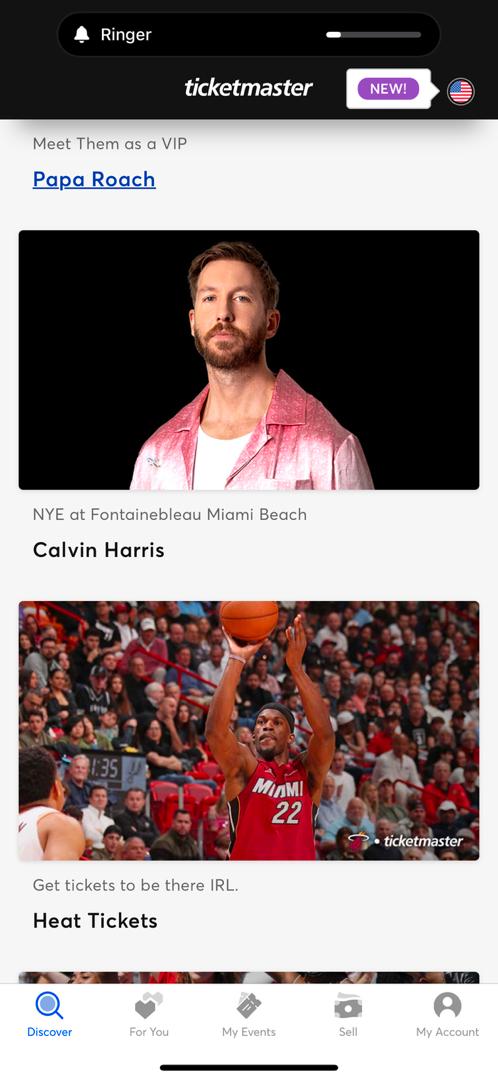 Ringer
ticketmaster
NEW!
Meet Them as a VIP
Papa Roach
NYE at Fontainebleau Miami Beach
Calvin Harris
1:35
MIAMI
22
ticketmaster
Get tickets to be there IRL.
Heat Tickets
Discover
For You
My Events
Sell
My Account